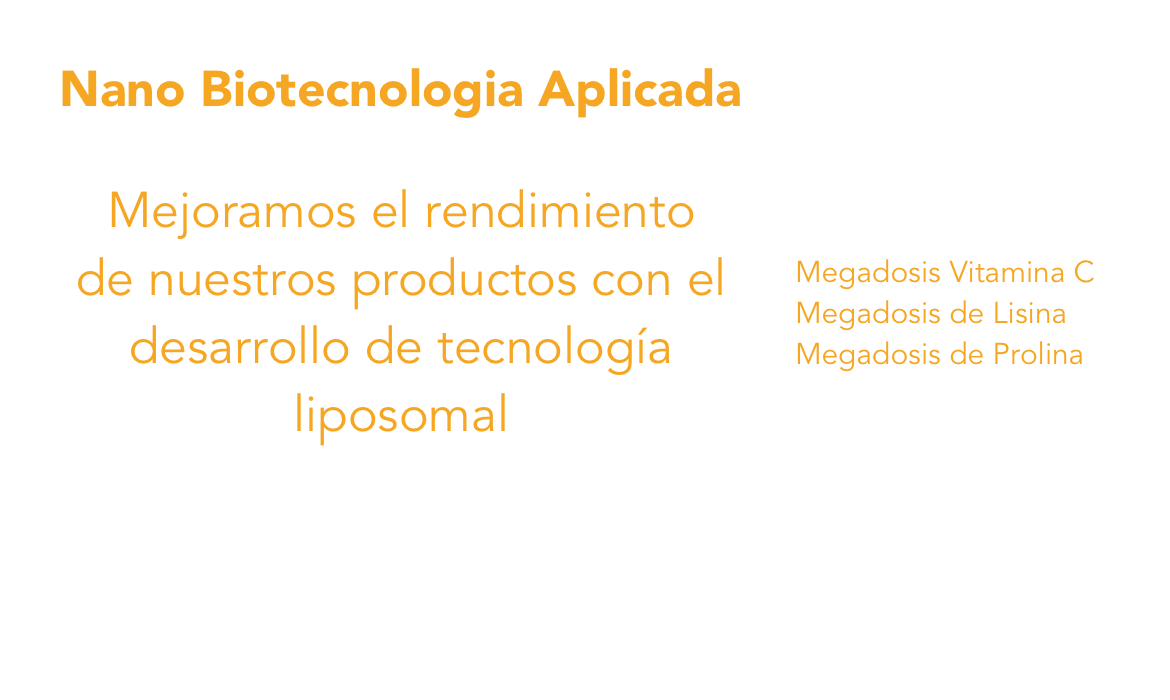 Nano Biotecnologia Aplicada
Mejoramos el rendimiento
de nuestros productos con el
desarrollo de tecnología
liposomal
Megadosis Vitamina C
Megadosis de Lisina
Megadosis de Prolina